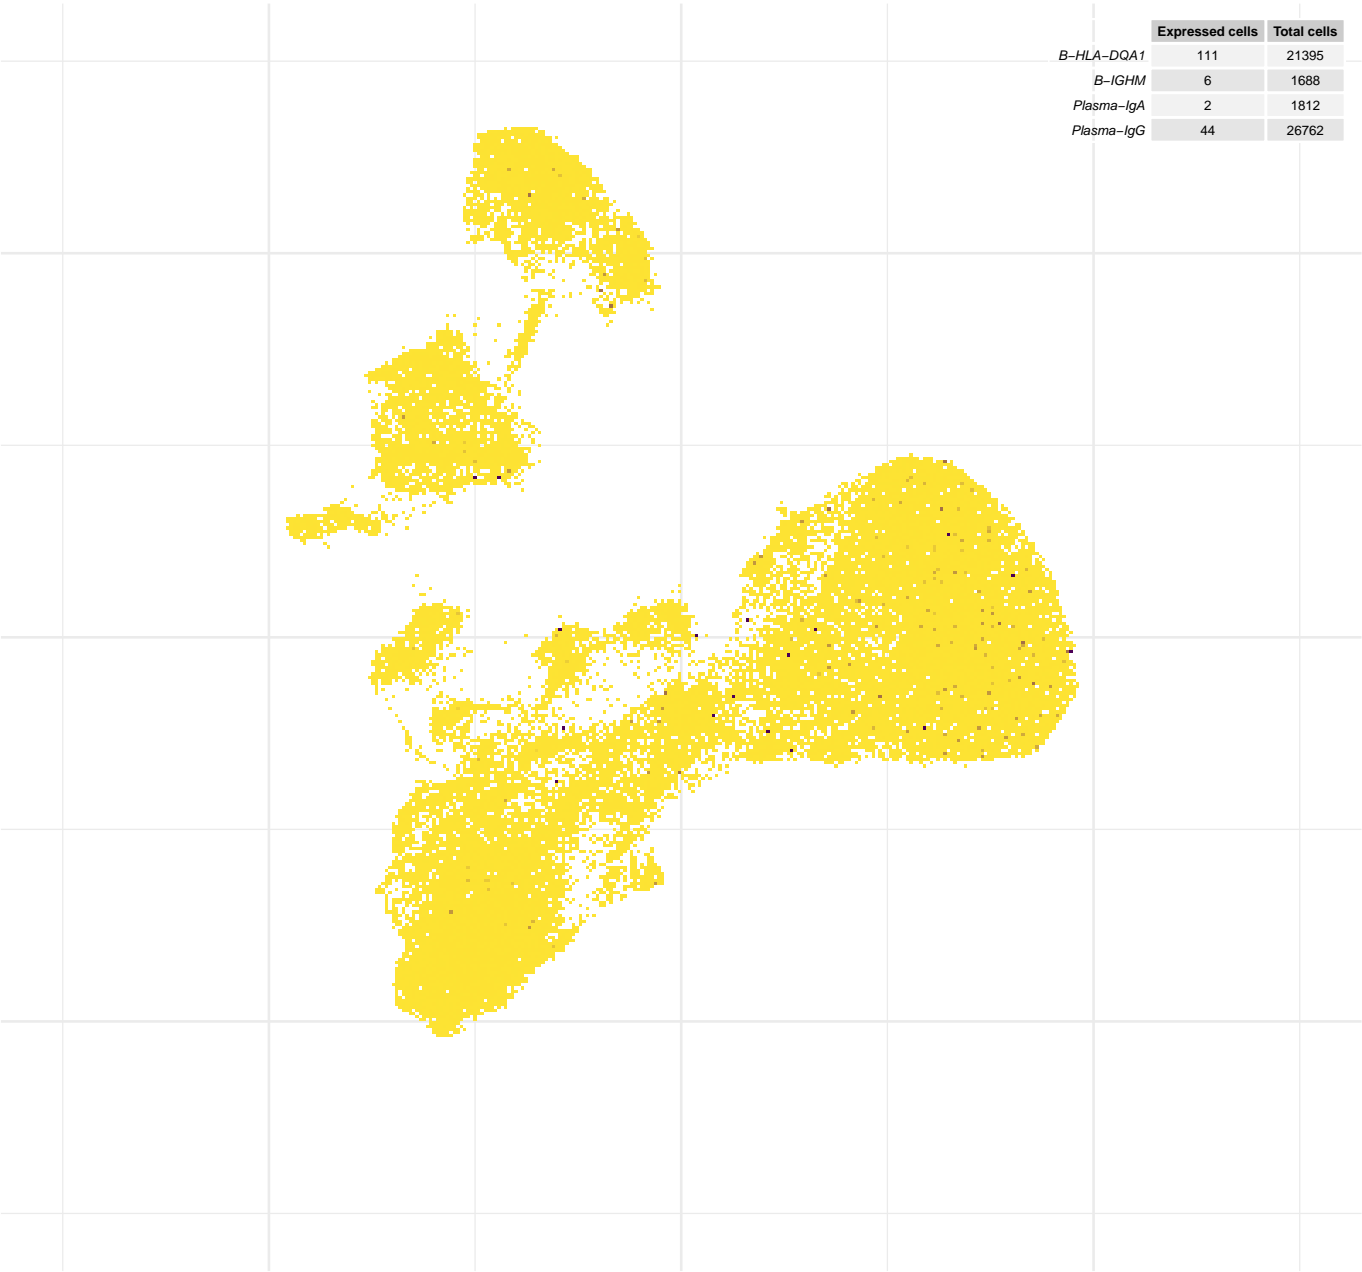 Expressed cells Total cells
B−HLA−DQA1 111 21395
B−IGHM 6 1688
Plasma−IgA 2 1812
Plasma−IgG 44 26762